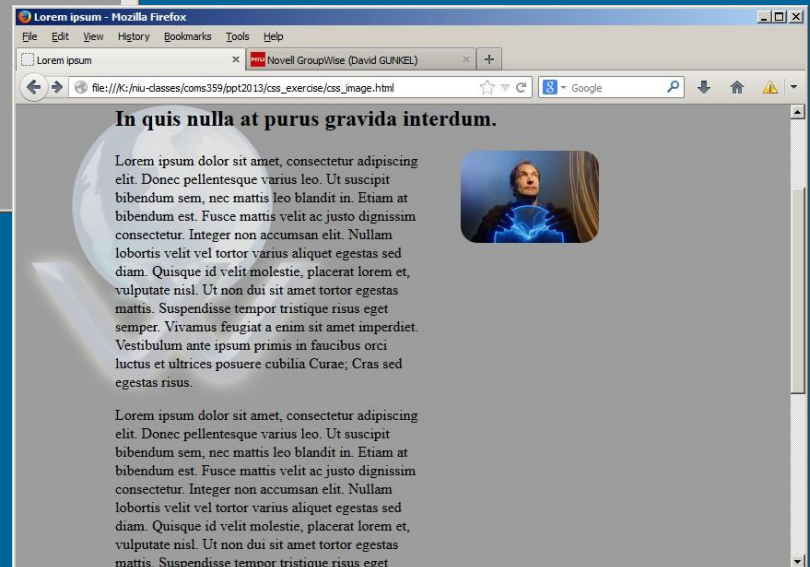 Lorem ipsum - Mozilla Firefox
File Edit View History Bookmarks Tools Help
Lorem ipsum × NIU Novell GroupWise (David GUNKEL) × +
file:///K:/niu-classes/coms359/ppt2013/css_exercise/css_image.html 8 Google
In quis nulla at purus gravida interdum.
Lorem ipsum dolor sit amet, consectetur adipiscing
elit. Donec pellentesque varius leo. Ut suscipit
bibendum sem, nec mattis leo blandit in. Etiam at
bibendum est. Fusce mattis velit ac justo dignissim
consectetur. Integer non accumsan elit. Nullam
lobortis velit vel tortor varius aliquet egestas sed
diam. Quisque id velit molestie, placerat lorem et,
vulputate nisl. Ut non dui sit amet tortor egestas
mattis. Suspendisse tempor tristique risus eget
semper. Vivamus feugiat a enim sit amet imperdiet.
Vestibulum ante ipsum primis in faucibus orci
luctus et ultrices posuere cubilia Curae; Cras sed
egestas risus.
Lorem ipsum dolor sit amet, consectetur adipiscing
elit. Donec pellentesque varius leo. Ut suscipit
bibendum sem, nec mattis leo blandit in. Etiam at
bibendum est. Fusce mattis velit ac justo dignissim
consectetur. Integer non accumsan elit. Nullam
lobortis velit vel tortor varius aliquet egestas sed
diam. Quisque id velit molestie, placerat lorem et,
vulputate nisl. Ut non dui sit amet tortor egestas
mattis. Suspendisse tempor tristique risus eget